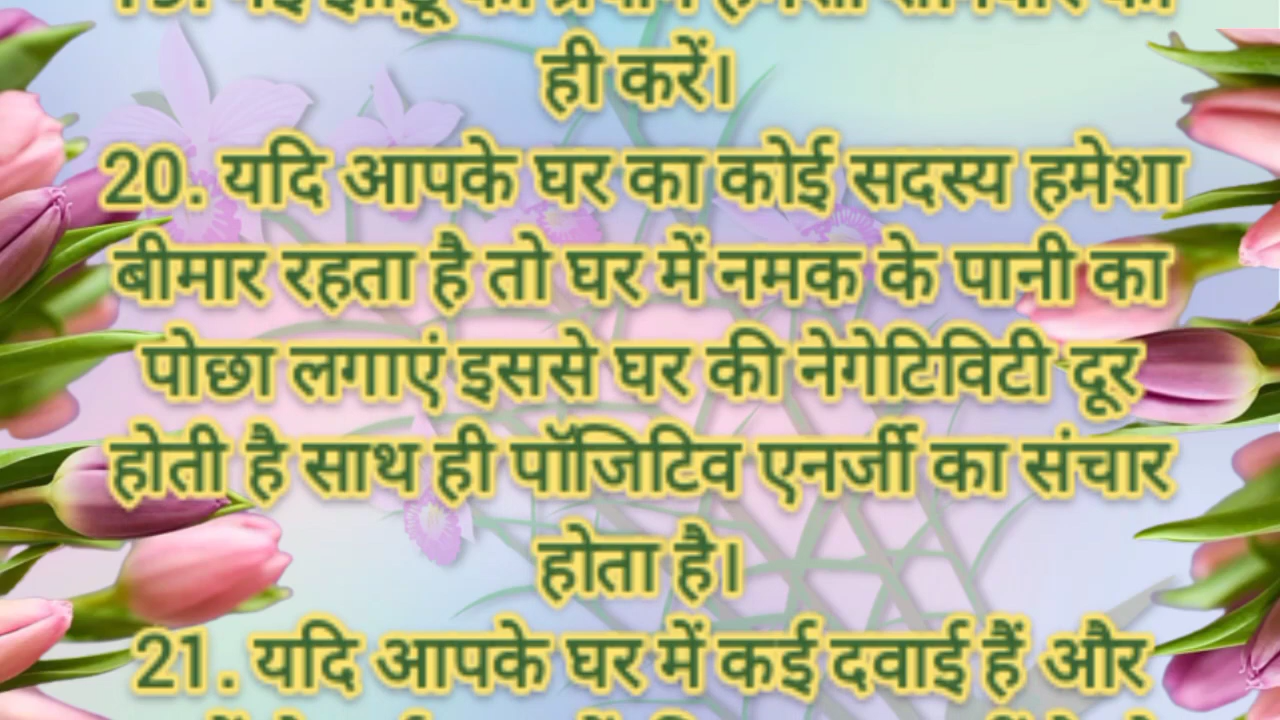 ही करें।
20. यदि आपके घर का कोई सदस्य हमेशा
बीमार रहता है तो घर में नमक के पानी का
पोछा लगाएं इससे घर की नेगेटिविटी दूर
होती है साथ ही पॉजिटिव एनर्जी का संचार
होता है।
21. यदि आपके घर में कई दवाई हैं और